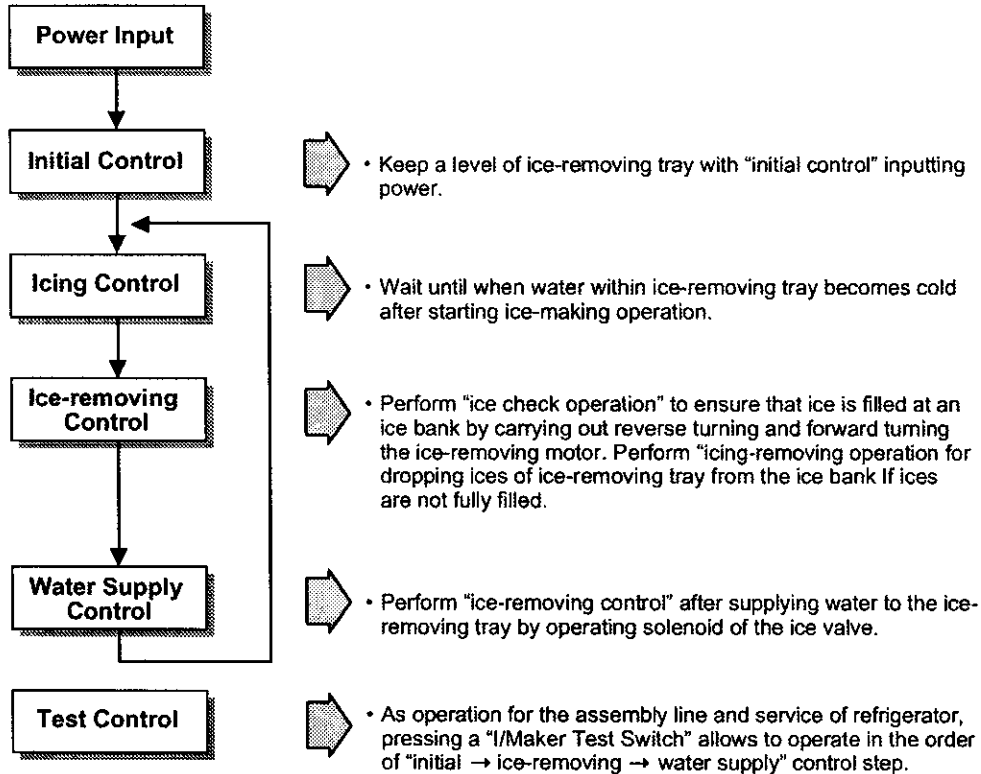 Power Input
Initial Control
• Keep a level of ice-removing tray with “initial control” inputting
power.
Icing Control
• Wait until when water within ice-removing tray becomes cold
after starting ice-making operation.
Ice-removing
Control
• Perform “ice check operation” to ensure that ice is filled at an
ice bank by carrying out reverse turning and forward turning
the ice-removing motor. Perform “icing-removing operation for
dropping ices of ice-removing tray from the ice bank If ices
are not fully filled.
Water Supply
Control
• Perform “ice-removing control” after supplying water to the ice-
removing tray by operating solenoid of the ice valve.
Test Control
• As operation for the assembly line and service of refrigerator,
pressing a “I/Maker Test Switch” allows to operate in the order
of “initial → ice-removing → water supply” control step.